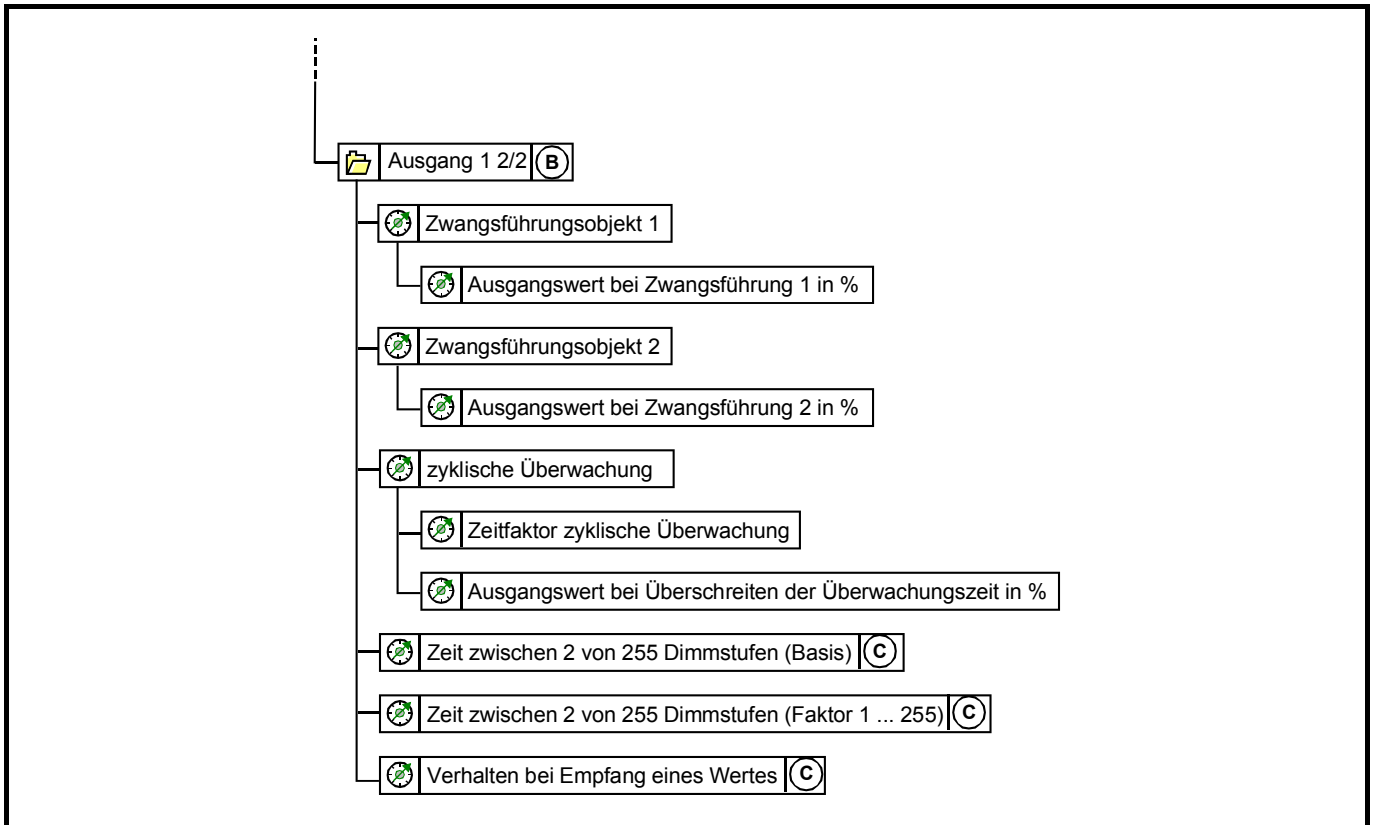 Ausgang 1 2/2 B
Zwangsführungsobjekt 1
Ausgangswert bei Zwangsführung 1 in %
Zwangsführungsobjekt 2
Ausgangswert bei Zwangsführung 2 in %
zyklische Überwachung
Zeitfaktor zyklische Überwachung
Ausgangswert bei Überschreiten der Überwachungszeit in %
Zeit zwischen 2 von 255 Dimmstufen (Basis) C
Zeit zwischen 2 von 255 Dimmstufen (Faktor 1 ... 255) C
Verhalten bei Empfang eines Wertes C